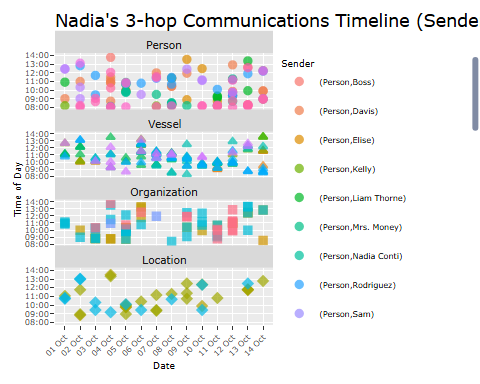 Nadia's 3-hop Communications Timeline (Sende
Person
14:00
13:00
12:00
11:00
10:00
09:00
08:00
Vessel
14:00
13:00
12:00
11:00
10:00
09:00
08:00
Organization
14:00
13:00
12:00
11:00
10:00
09:00
08:00
Location
14:00
13:00
12:00
11:00
10:00
09:00
08:00
Time of Day
01 Oct
02 Oct
03 Oct
04 Oct
05 Oct
06 Oct
07 Oct
08 Oct
09 Oct
10 Oct
11 Oct
12 Oct
13 Oct
14 Oct
Date
Sender
(Person,Boss)
(Person,Davis)
(Person,Elise)
(Person,Kelly)
(Person,Liam Thorne)
(Person,Mrs. Money)
(Person,Nadia Conti)
(Person,Rodriguez)
(Person,Sam)